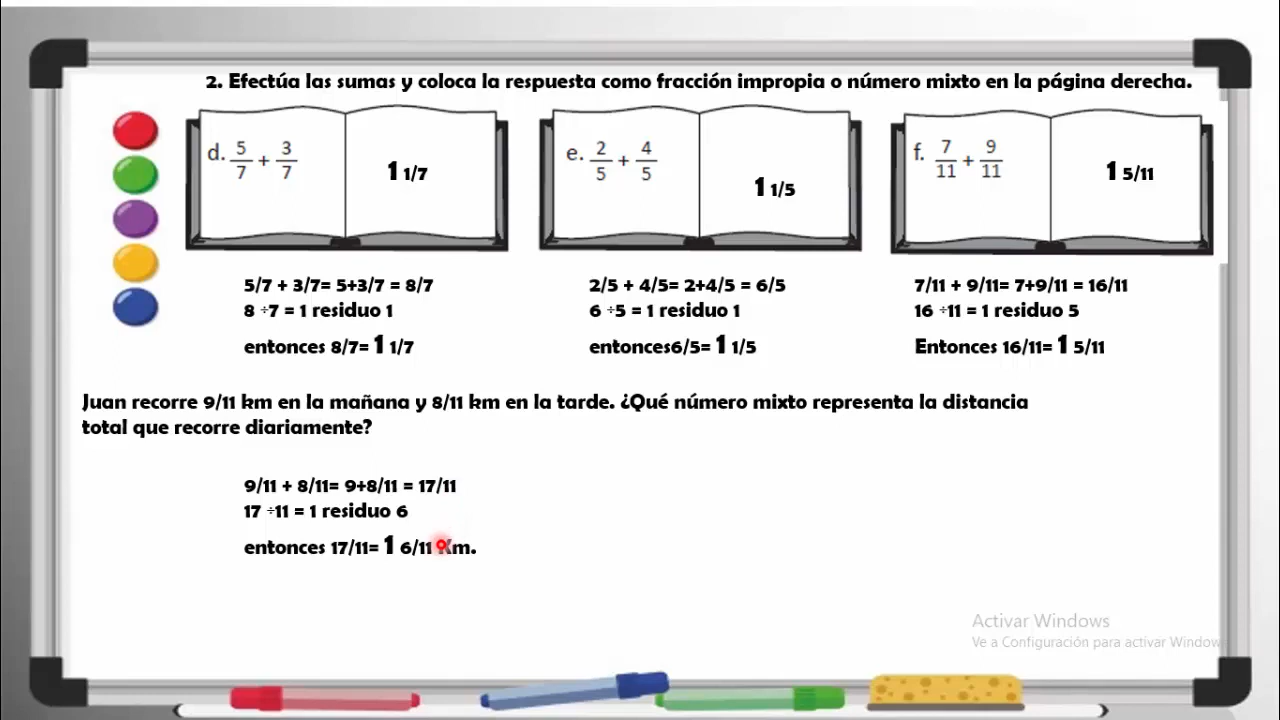 2. Efectúa las sumas y coloca la respuesta como fracción impropia o número mixto en la página derecha.
d. 5/7 + 3/7
1 1/7
e. 2/5 + 4/5
1 1/5
f. 7/11 + 9/11
1 5/11
5/7 + 3/7= 5+3/7 = 8/7
8 ÷7 = 1 residuo 1
entonces 8/7= 1 1/7
2/5 + 4/5= 2+4/5 = 6/5
6 ÷5 = 1 residuo 1
entonces6/5= 1 1/5
7/11 + 9/11= 7+9/11 = 16/11
16 ÷11 = 1 residuo 5
Entonces 16/11= 1 5/11
Juan recorre 9/11 km en la mañana y 8/11 km en la tarde. ¿Qué número mixto representa la distancia
total que recorre diariamente?
9/11 + 8/11= 9+8/11 = 17/11
17 ÷11 = 1 residuo 6
entonces 17/11= 1 6/11 Km.
Activar Windows
Ve a Configuración para activar Window